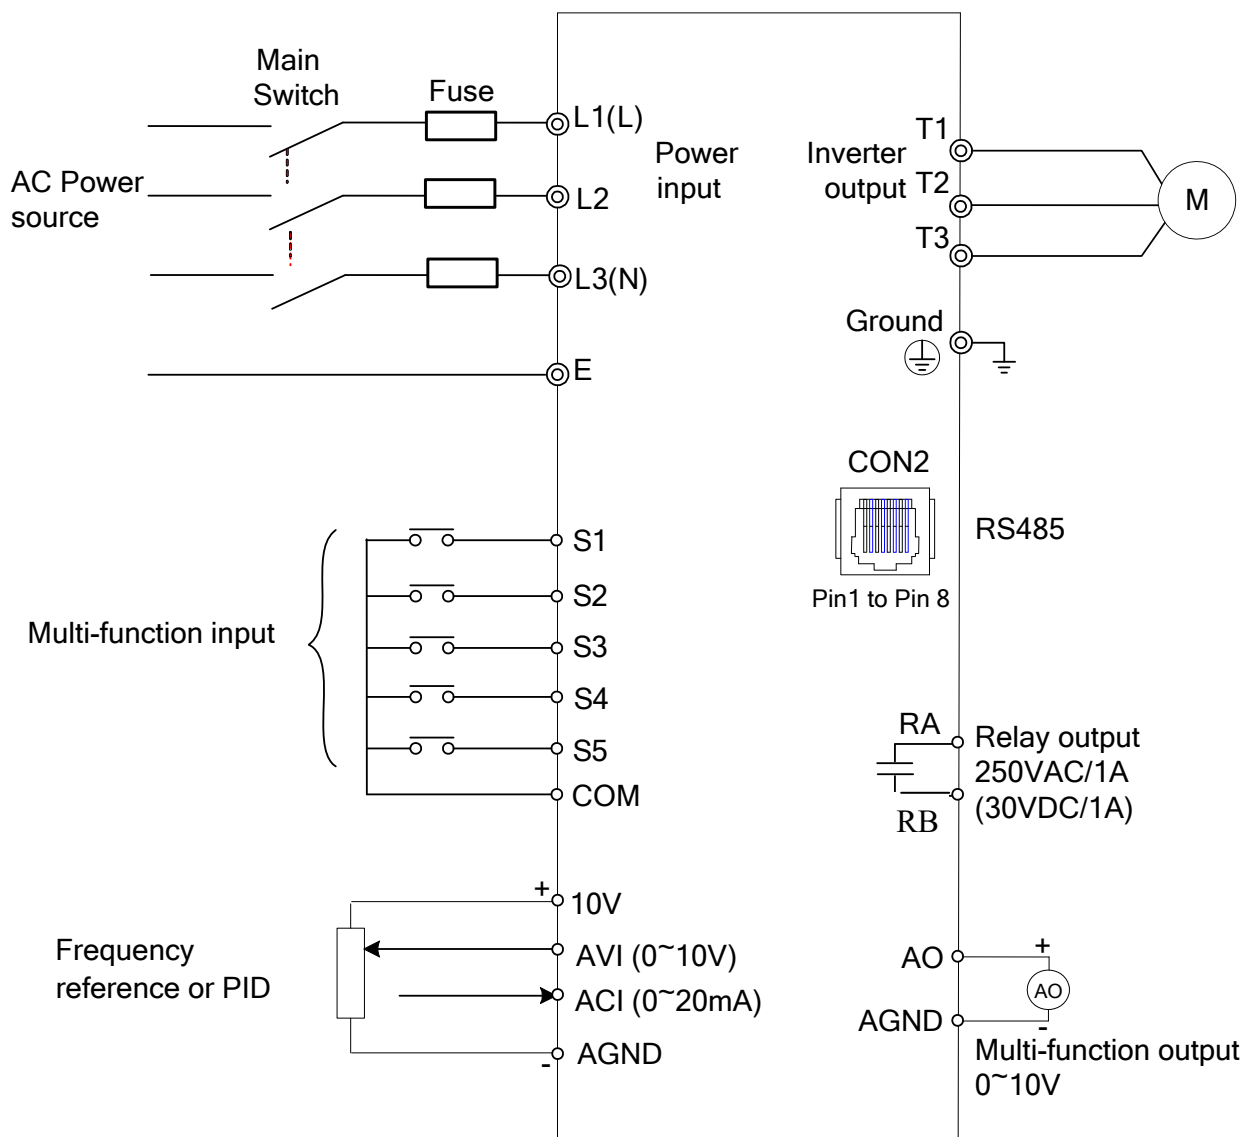 Main
Switch
Fuse
L1(L)
AC Power
source
L2
L3(N)
E
Power
input
Inverter
output
T1
T2
T3
M
Ground
CON2
RS485
Pin1 to Pin 8
Multi-function input
S1
S2
S3
S4
S5
COM
RA
RB
Relay output
250VAC/1A
(30VDC/1A)
Frequency
reference or PID
+
10V
AVI (0~10V)
ACI (0~20mA)
AGND
-
AO
+
AO
AGND
-
Multi-function output
0~10V